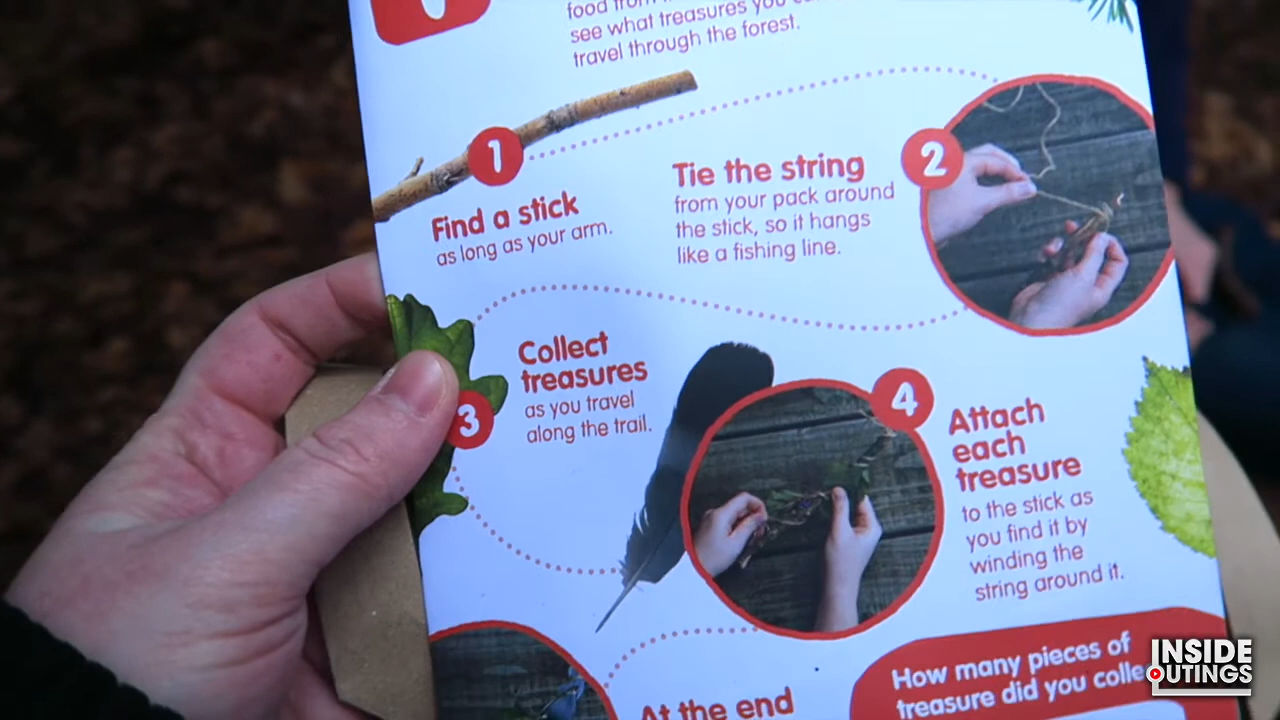 food from
see what treasures you
travel through the forest.
1
Find a stick
as long as your arm.
2
Tie the string
from your pack around
the stick, so it hangs
like a fishing line.
3
Collect
treasures
as you travel
along the trail.
4
Attach
each
treasure
to the stick as
you find it by
winding the
string around it.
At the end
How many pieces of
treasure did you colle
INSIDE
OUTINGS